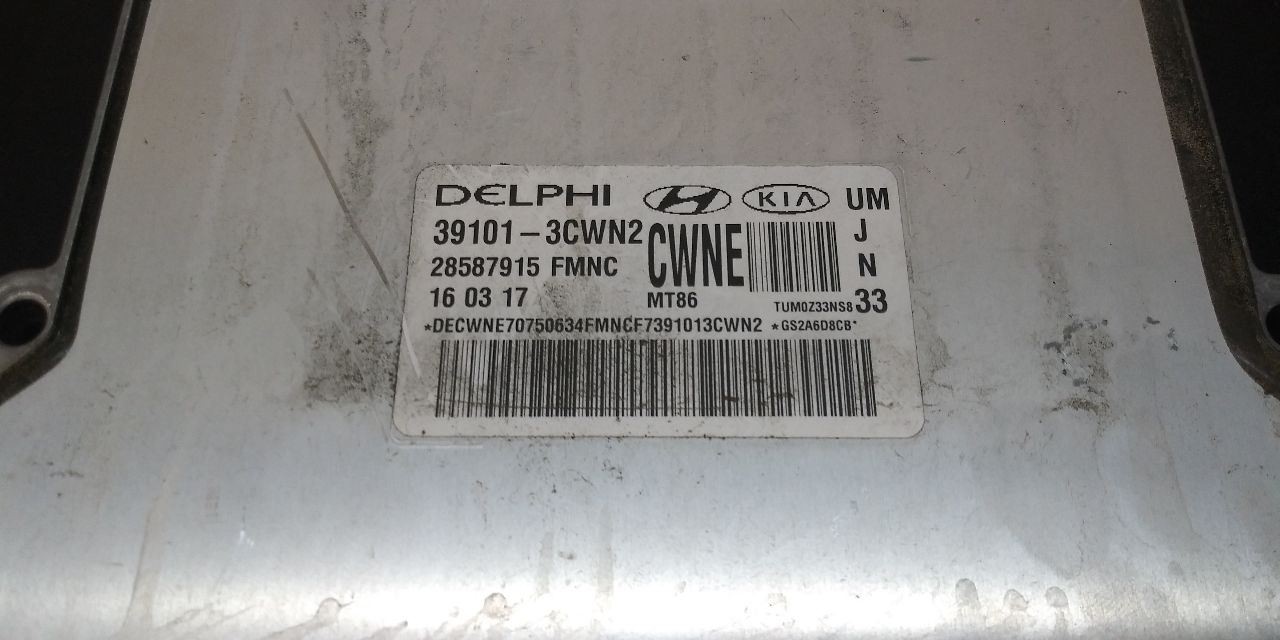 DELPHI KIA UM
39101-3CWN2 CWNE J
28587915 FMNC N
16 03 17 MT86 TUM0Z33NS8 33
*DECWNE70750634FMNCF7391013CWN2 *GS2A6D8CB*